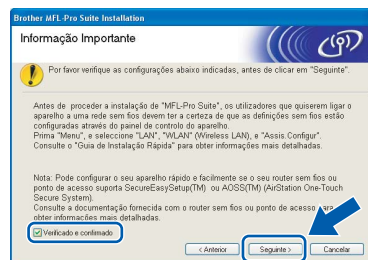 Brother MFL-Pro Suite Installation
Informação Importante
Por favor verifique as configurações abaixo indicadas, antes de clicar em "Seguinte".
Antes de proceder a instalação de "MFL-Pro Suite", os utilizadores que quiserem ligar o
aparelho a uma rede sem fios devem ter a certeza de que as definições sem fios estão
configuradas através do painel de controlo do aparelho.
Prima "Menu", e seleccione "LAN", "WLAN" (Wireless LAN), e "Assis.Configur".
Consulte o "Guia de Instalação Rápida" para obter informações mais detalhadas.
Nota: Pode configurar o seu aparelho rápido e facilmente se o seu router sem fios ou
ponto de acesso suporta SecureEasySetup(TM) ou AOSS(TM) (AirStation One-Touch
Secure System).
Consulte a documentação fornecida com o router sem fios ou ponto de acesso para
obter informações mais detalhadas.
Verificado e confirmado
< Anterior
Seguinte >
Cancelar